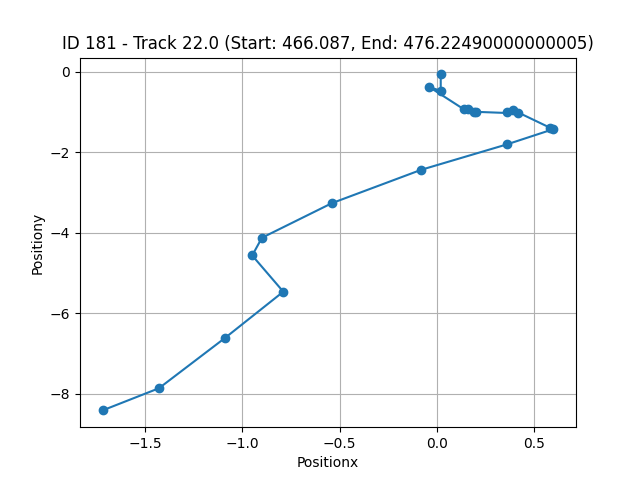 ID 181 - Track 22.0 (Start: 466.087, End: 476.22490000000005)
0
−2
−4
−6
−8
Positiony
−1.5 −1.0 −0.5 0.0 0.5
Positionx